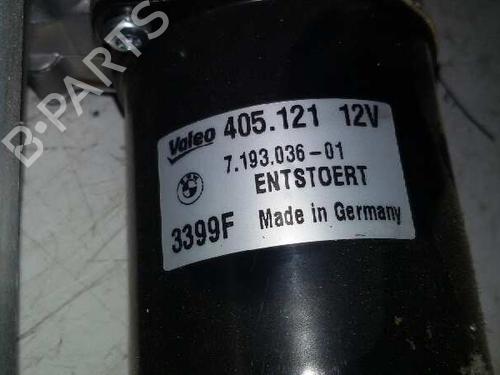 B-PARTS
Valeo 405.121 12V
7.193.036-01
ENTSTOERT
3399F Made in Germany